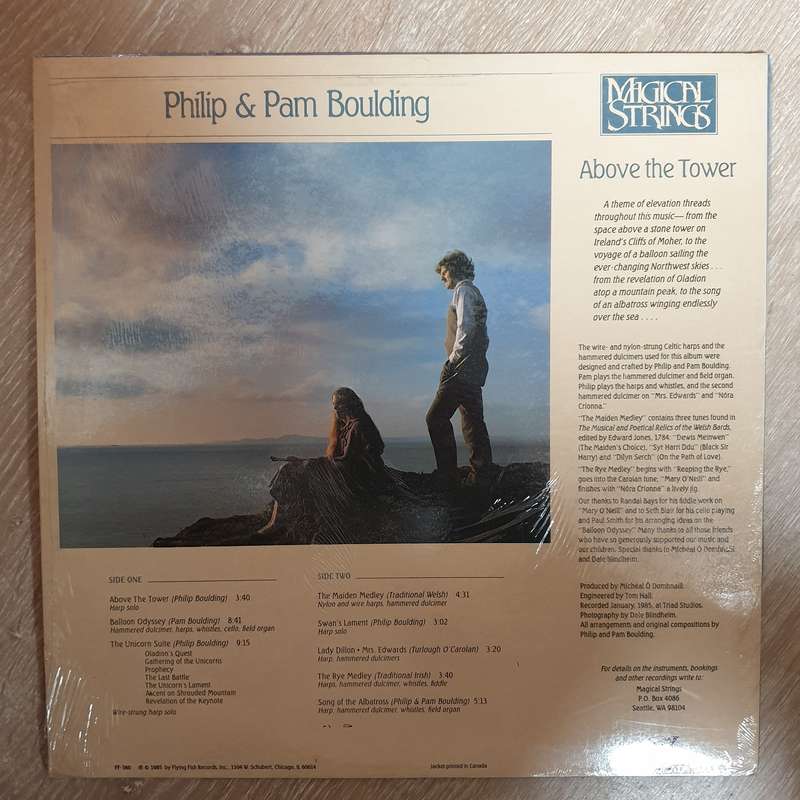 Philip & Pam Boulding
MAGICAL
STRINGS
Above the Tower
A theme of elevation threads
throughout this music— from the
space above a stone tower on
Ireland's Cliffs of Moher, to the
voyage of a balloon sailing the
ever-changing Northwest skies . . .
from the revelation of Oladion
atop a mountain peak, to the song
of an albatross winging endlessly
over the sea . . . .
The wire- and nylon-strung Celtic harps and the
hammered dulcimers used for this album were
designed and crafted by Philip and Pam Boulding.
Pam plays the hammered dulcimer and field organ.
Philip plays the harps and whistles, and the second
hammered dulcimer on "Mrs. Edwards" and "Nóra
Críonna."
"The Maiden Medley" contains three tunes found in
The Musical and Poetical Relics of the Welsh Bards,
edited by Edward Jones, 1784: "Dewis Meinwen"
(The Maiden's Choice), "Syr Harri Ddu" (Black Sir
Harry) and "Dilyn Serch" (On the Path of Love).
"The Rye Medley" begins with "Reaping the Rye,"
goes into the Carolan tune, "Mary O'Neill" and
finishes with "Nóra Críonna" a lively jig.
Our thanks to Randal Bays for his fiddle work on
"Mary O'Neill" and to Seth Blair for his cello playing
and Paul Smith for his arranging ideas on the
"Balloon Odyssey." Many thanks to all those friends
who have so generously supported our music and
our children. Special thanks to Mícheál Ó Domhnaill
and Dale Blindheim.
Produced by Mícheál Ó Domhnaill.
Engineered by Tom Hall.
Recorded January, 1985, at Triad Studios.
Photography by Dale Blindheim.
All arrangements and original compositions by
Philip and Pam Boulding.
For details on the instruments, bookings
and other recordings write to:
Magical Strings
P.O. Box 4086
Seattle, WA 98104
SIDE ONE
Above The Tower (Philip Boulding) 3:40
Harp solo
Balloon Odyssey (Pam Boulding) 8:41
Hammered dulcimer, harps, whistles, cello, field organ
The Unicorn Suite (Philip Boulding) 9:15
Oladion's Quest
Gathering of the Unicorns
Prophecy
The Last Battle
The Unicorn's Lament
Ascent on Shrouded Mountain
Revelation of the Keynote
Wire-strung harp solo
SIDE TWO
The Maiden Medley (Traditional Welsh) 4:31
Nylon and wire harps, hammered dulcimer
Swan's Lament (Philip Boulding) 3:02
Harp solo
Lady Dillon • Mrs. Edwards (Turlough O'Carolan) 3:20
Harp, hammered dulcimers
The Rye Medley (Traditional Irish) 3:40
Harps, hammered dulcimer, whistles, fiddle
Song of the Albatross (Philip & Pam Boulding) 5:13
Harp, hammered dulcimer, whistles, field organ
℗ © 1985 by Flying Fish Records, Inc., 1304 W. Schubert, Chicago, IL 60614
Jacket printed in Canada